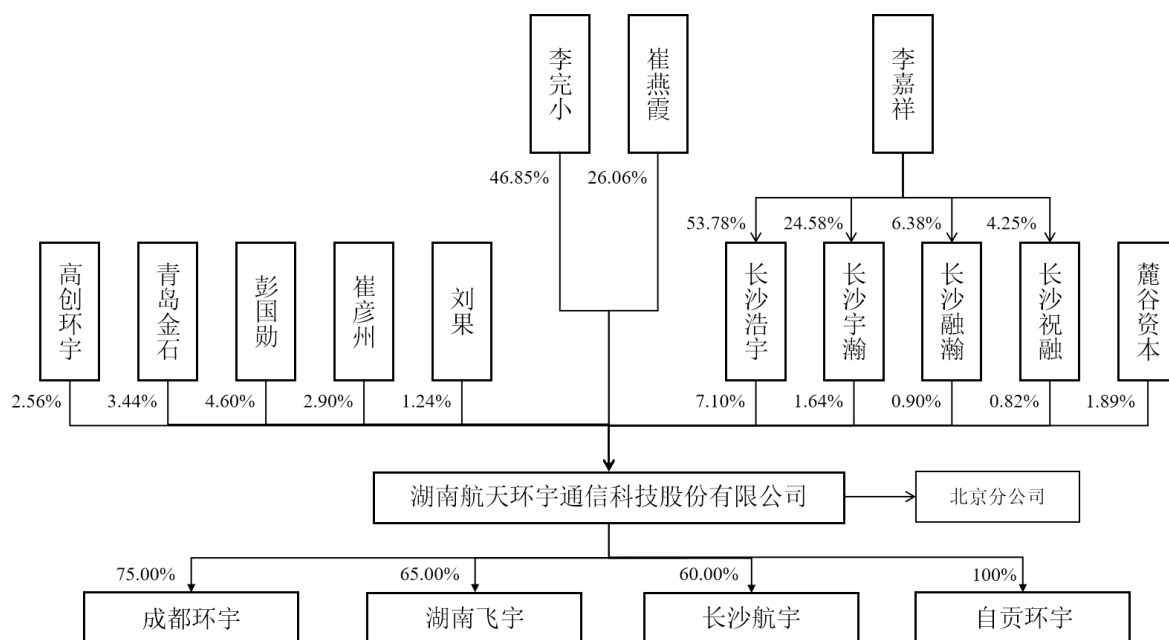 李完小
崔燕霞
李嘉祥
46.85%
26.06%
53.78%
24.58%
6.38%
4.25%
高创环宇
青岛金石
彭国勋
崔彦州
刘果
长沙浩宇
长沙宇瀚
长沙融瀚
长沙祝融
麓谷资本
2.56%
3.44%
4.60%
2.90%
1.24%
7.10%
1.64%
0.90%
0.82%
1.89%
湖南航天环宇通信科技股份有限公司
北京分公司
75.00%
65.00%
60.00%
100%
成都环宇
湖南飞宇
长沙航宇
自贡环宇